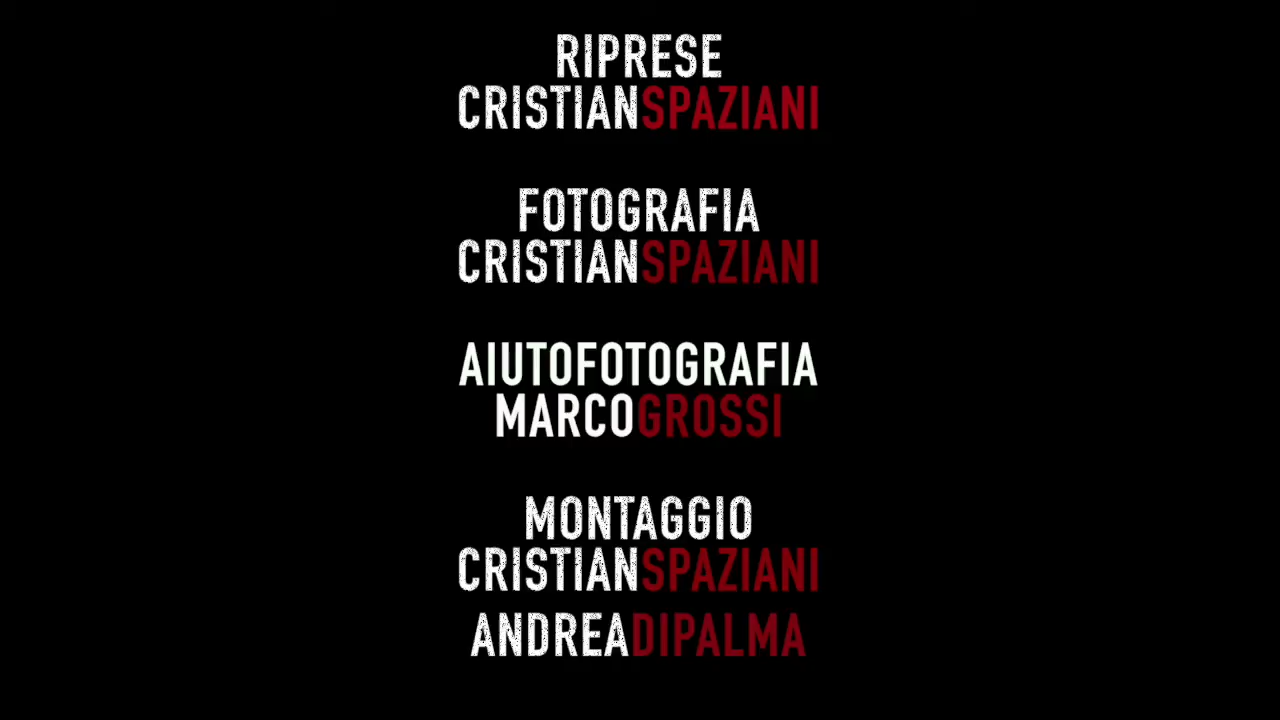 RIPRESE
CRISTIANSPAZIANI
FOTOGRAFIA
CRISTIANSPAZIANI
AIUTOFOTOGRAFIA
MARCOGROSSI
MONTAGGIO
CRISTIANSPAZIANI
ANDREADIPALMA